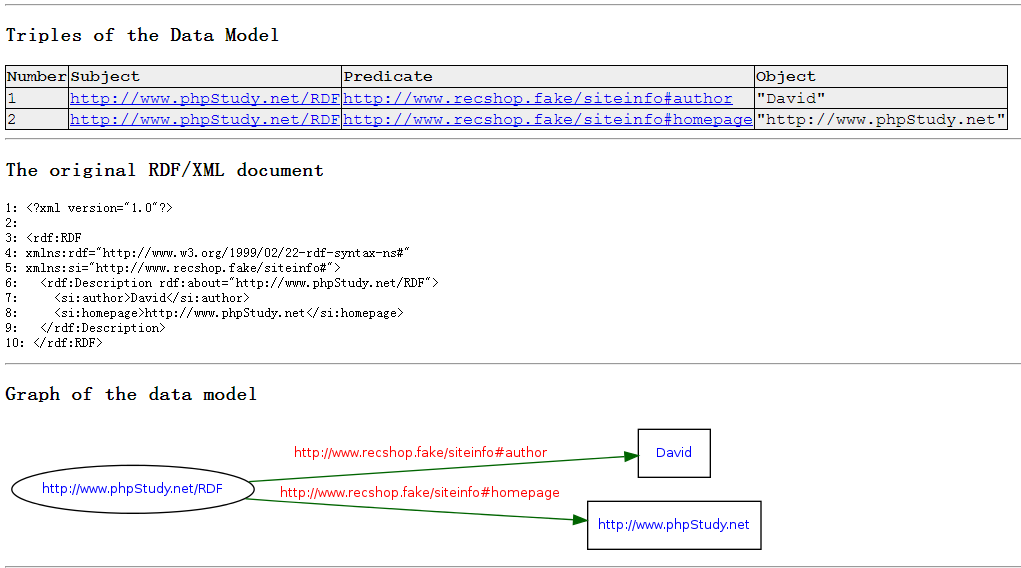 Triples of the Data Model
Number Subject Predicate Object
1 http://www.phpStudy.net/RDF http://www.recshop.fake/siteinfo#author "David"
2 http://www.phpStudy.net/RDF http://www.recshop.fake/siteinfo#homepage "http://www.phpStudy.net"
The original RDF/XML document
1: <?xml version="1.0"?>
2:
3: <rdf:RDF
4: xmlns:rdf="http://www.w3.org/1999/02/22-rdf-syntax-ns#"
5: xmlns:si="http://www.recshop.fake/siteinfo#">
6:   <rdf:Description rdf:about="http://www.phpStudy.net/RDF">
7:     <si:author>David</si:author>
8:     <si:homepage>http://www.phpStudy.net</si:homepage>
9:   </rdf:Description>
10: </rdf:RDF>
Graph of the data model
http://www.recshop.fake/siteinfo#author
David
http://www.phpStudy.net/RDF
http://www.recshop.fake/siteinfo#homepage
http://www.phpStudy.net